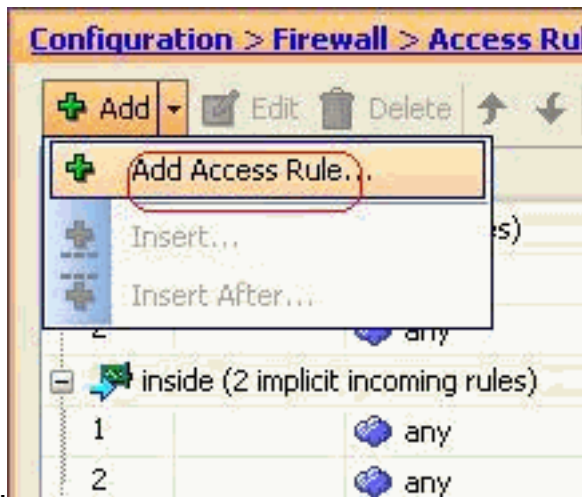 Configuration > Firewall > Access Ru
Add Edit Delete
Add Access Rule...
Insert...
s)
Insert After...
2 any
inside (2 implicit incoming rules)
1 any
2 any